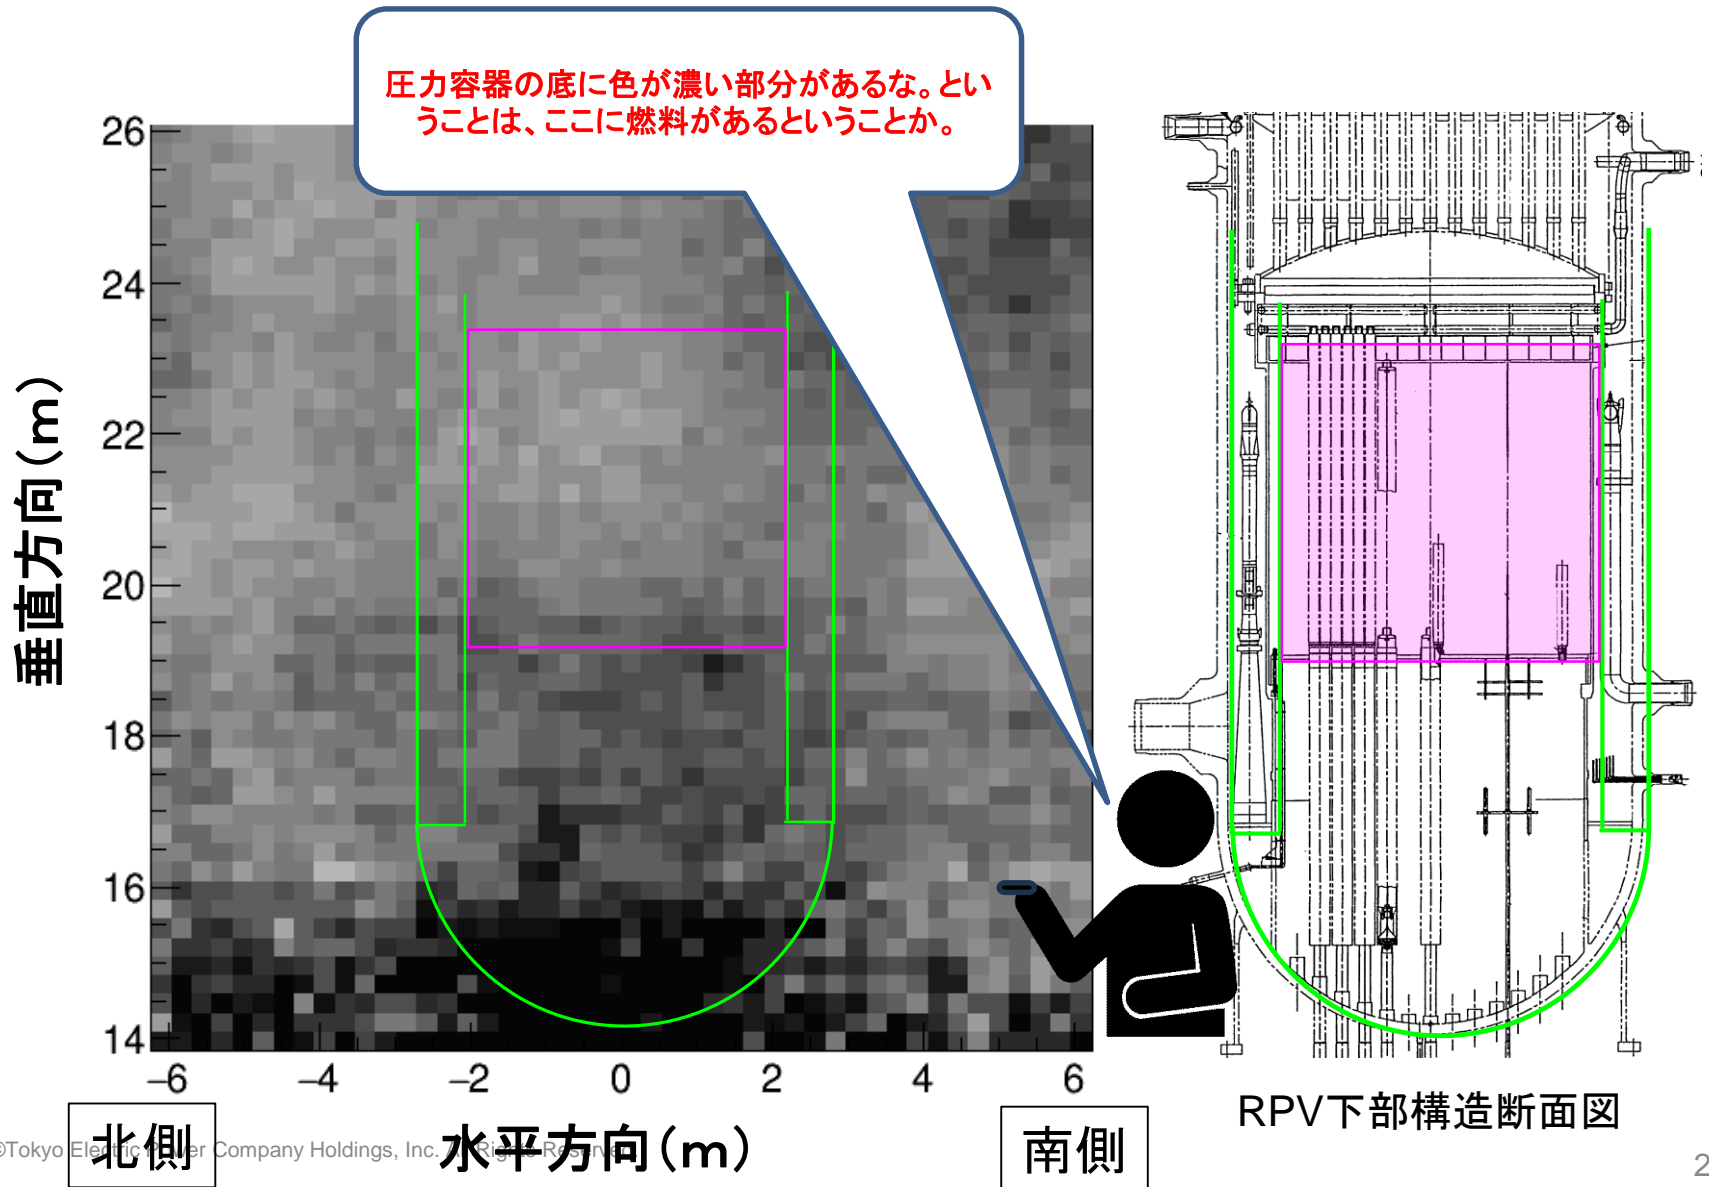 圧力容器の底に色が濃い部分があるな。とい
うことは、ここに燃料があるということか。
26
24
22
20
18
16
14
垂直方向(m)
−6
−4
−2
0
2
4
6
北側
水平方向(m)
南側
RPV下部構造断面図
©Tokyo Electric Power Company Holdings, Inc. All Rights Reserved.
2